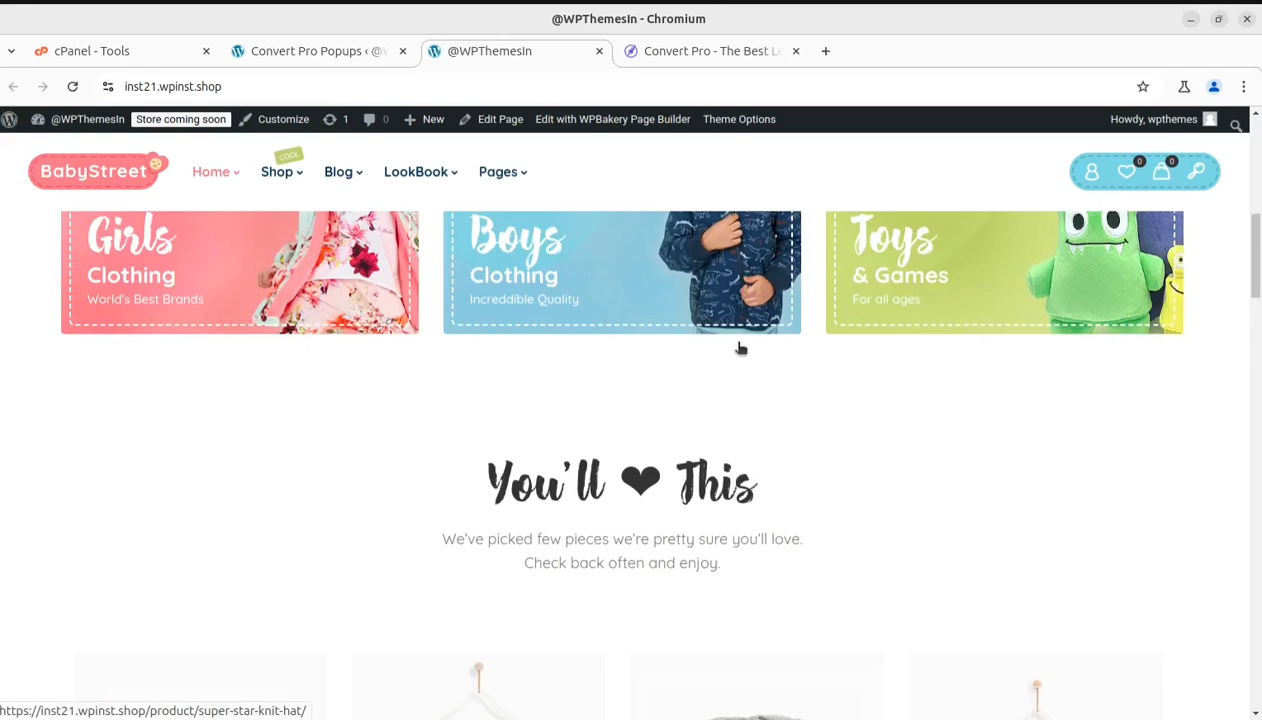 @WPThemesIn - Chromium
cPanel - Tools
Convert Pro Popups ‹ @W
@WPThemesIn
Convert Pro - The Best L
inst21.wpinst.shop
@WPThemesIn
Store coming soon
Customize
1
0
New
Edit Page
Edit with WPBakery Page Builder
Theme Options
Howdy, wpthemes
BabyStreet
Home
COOL
Shop
Blog
LookBook
Pages
0
0
Girls
Clothing
World's Best Brands
Boys
Clothing
Increddible Quality
Toys
& Games
For all ages
You'll ❤ This
We've picked few pieces we're pretty sure you'll love.
Check back often and enjoy.
https://inst21.wpinst.shop/product/super-star-knit-hat/